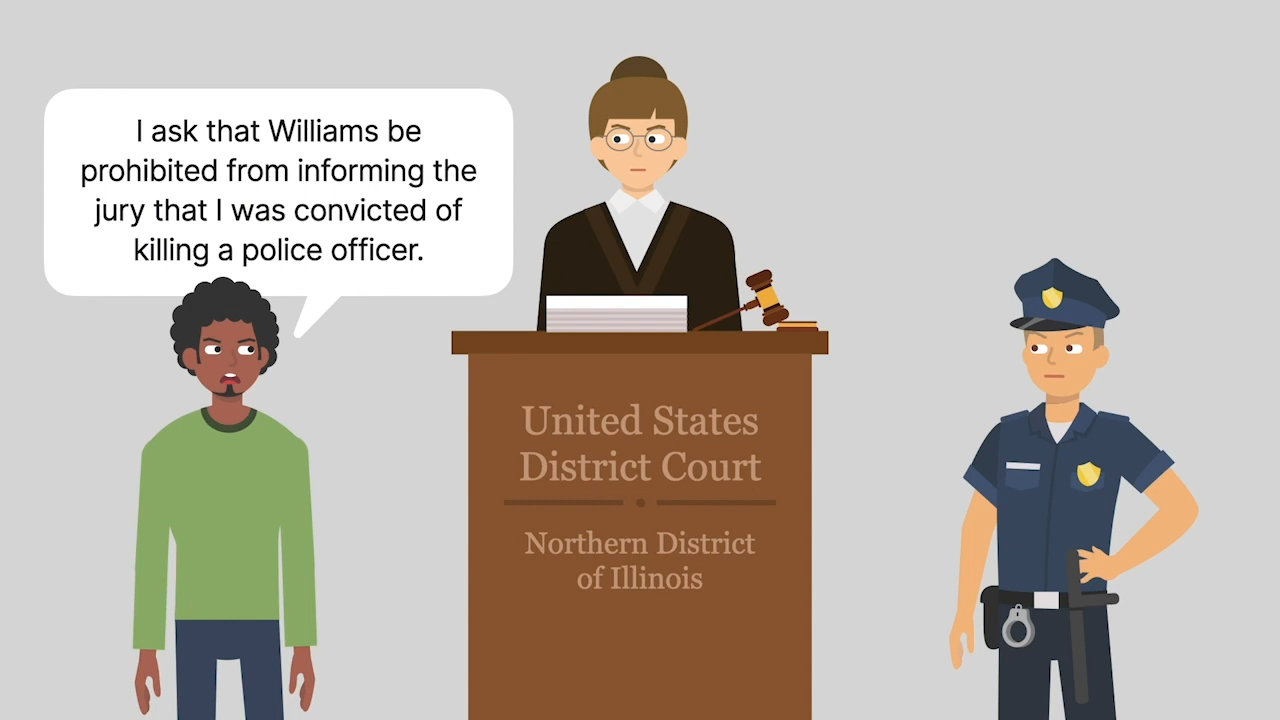 I ask that Williams be
prohibited from informing the
jury that I was convicted of
killing a police officer.
United States
District Court
Northern District
of Illinois